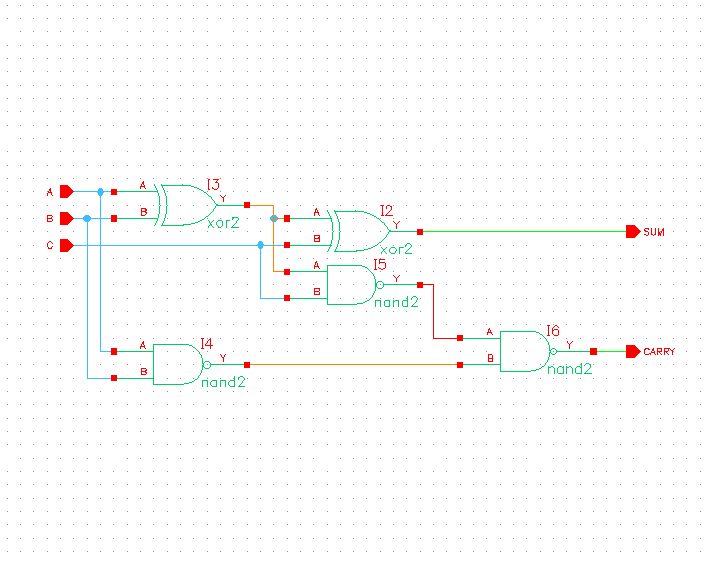 I3
A A Y
B B I2
xor2 A Y SUM
C B xor2
I5
A Y
B nand2
I6
A
I4 Y CARRY
A Y B nand2
B nand2